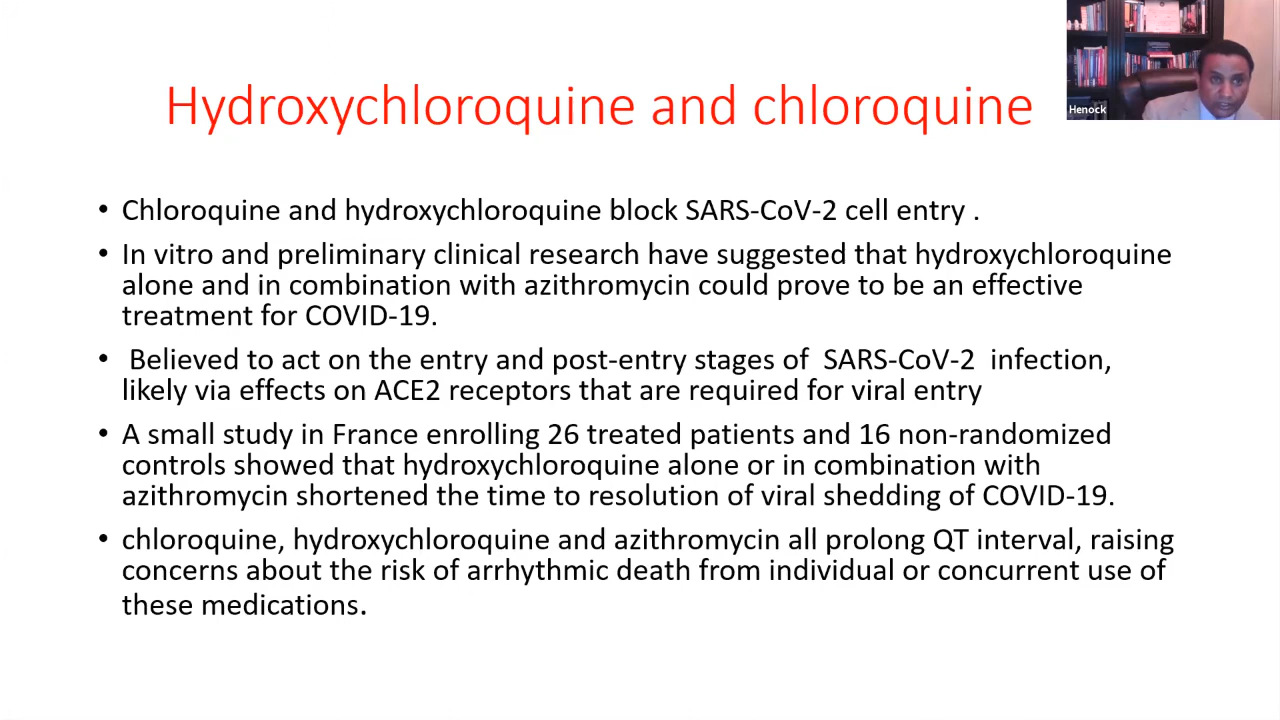 Henock
Hydroxychloroquine and chloroquine
• Chloroquine and hydroxychloroquine block SARS-CoV-2 cell entry .
• In vitro and preliminary clinical research have suggested that hydroxychloroquine
alone and in combination with azithromycin could prove to be an effective
treatment for COVID-19.
• Believed to act on the entry and post-entry stages of SARS-CoV-2 infection,
likely via effects on ACE2 receptors that are required for viral entry
• A small study in France enrolling 26 treated patients and 16 non-randomized
controls showed that hydroxychloroquine alone or in combination with
azithromycin shortened the time to resolution of viral shedding of COVID-19.
• chloroquine, hydroxychloroquine and azithromycin all prolong QT interval, raising
concerns about the risk of arrhythmic death from individual or concurrent use of
these medications.